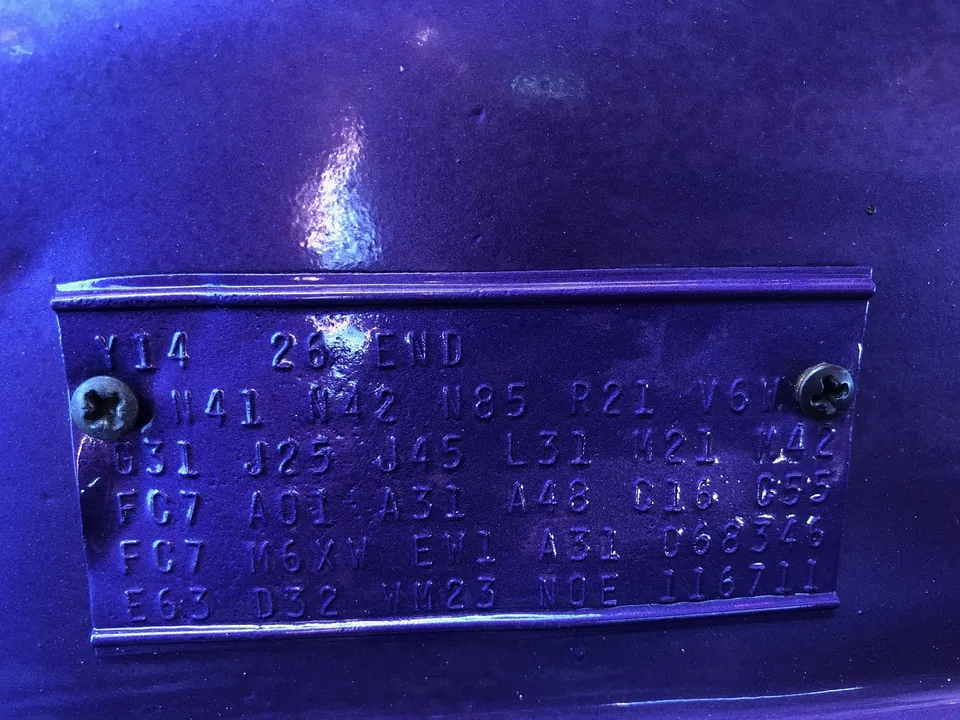 Y14 26 END
N41 N42 N85 R21
G31 J25 J45 L31 M21 M42
FC7 A01 A31 A48 C16 C55
FC7 M6XW EW1 A31 068346
E63 D32 WM23 N0E 116711